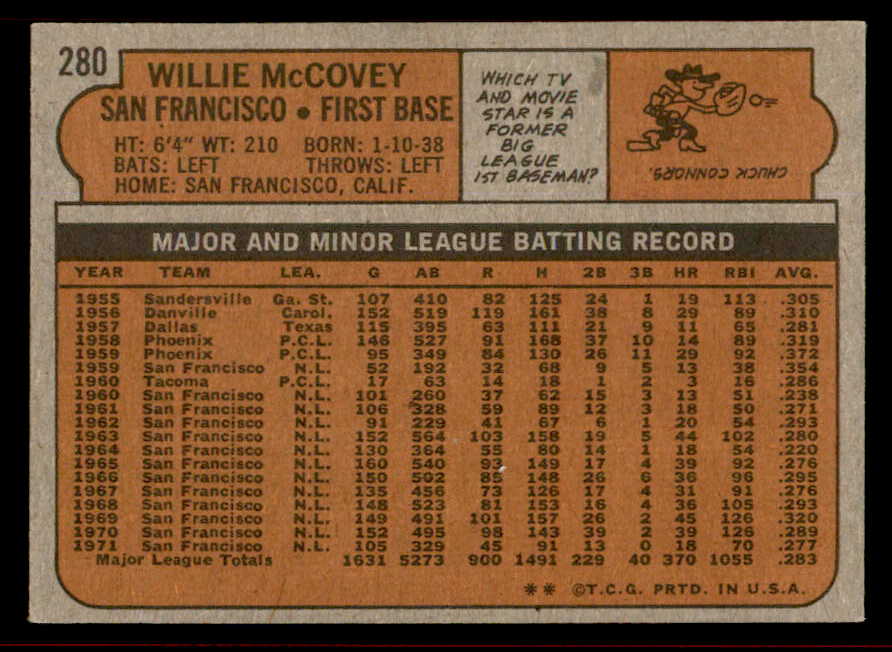 280
WILLIE McCOVEY
SAN FRANCISCO • FIRST BASE
HT: 6'4" WT: 210 BORN: 1-10-38
BATS: LEFT THROWS: LEFT
HOME: SAN FRANCISCO, CALIF.
WHICH TV
AND MOVIE
STAR IS A
FORMER
BIG
LEAGUE
1ST BASEMAN?
CHUCK CONNORS.
MAJOR AND MINOR LEAGUE BATTING RECORD
YEAR TEAM LEA. G AB R H 2B 3B HR RBI AVG.
1955 Sandersville Ga. St. 107 410 82 125 24 1 19 113 .305
1956 Danville Carol. 152 519 119 161 38 8 29 89 .310
1957 Dallas Texas 115 395 63 111 21 9 11 65 .281
1958 Phoenix P.C.L. 146 527 91 168 37 10 14 89 .319
1959 Phoenix P.C.L. 95 349 84 130 26 11 29 92 .372
1959 San Francisco N.L. 52 192 32 68 9 5 13 38 .354
1960 Tacoma P.C.L. 17 63 14 18 1 2 3 16 .286
1960 San Francisco N.L. 101 260 37 62 15 3 13 51 .238
1961 San Francisco N.L. 106 328 59 89 12 3 18 50 .271
1962 San Francisco N.L. 91 229 41 67 6 1 20 54 .293
1963 San Francisco N.L. 152 564 103 158 19 5 44 102 .280
1964 San Francisco N.L. 130 364 55 80 14 1 18 54 .220
1965 San Francisco N.L. 160 540 93 149 17 4 39 92 .276
1966 San Francisco N.L. 150 502 85 148 26 6 36 96 .295
1967 San Francisco N.L. 135 456 73 126 17 4 31 91 .276
1968 San Francisco N.L. 148 523 81 153 16 4 36 105 .293
1969 San Francisco N.L. 149 491 101 157 26 2 45 126 .320
1970 San Francisco N.L. 152 495 98 143 39 2 39 126 .289
1971 San Francisco N.L. 105 329 45 91 13 0 18 70 .277
Major League Totals 1631 5273 900 1491 229 40 370 1055 .283
** ©T.C.G. PRTD. IN U.S.A.